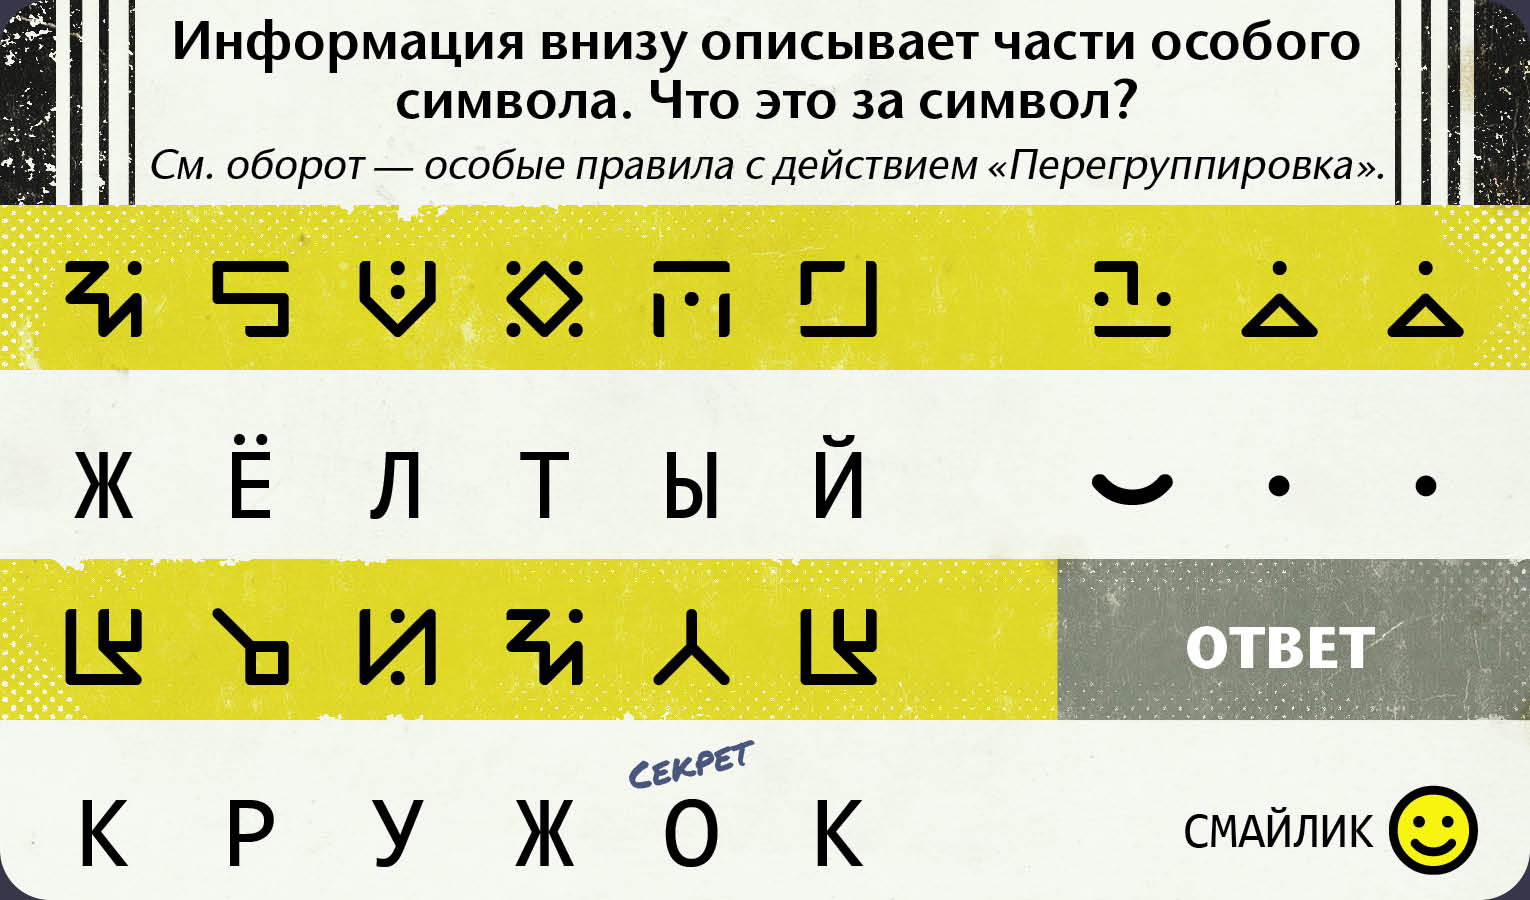 Информация внизу описывает части особого
символа. Что это за символ?
См. оборот — особые правила с действием «Перегруппировка».
Ж Ё Л Т Ы Й
ОТВЕТ
СЕКРЕТ
К Р У Ж О К
СМАЙЛИК